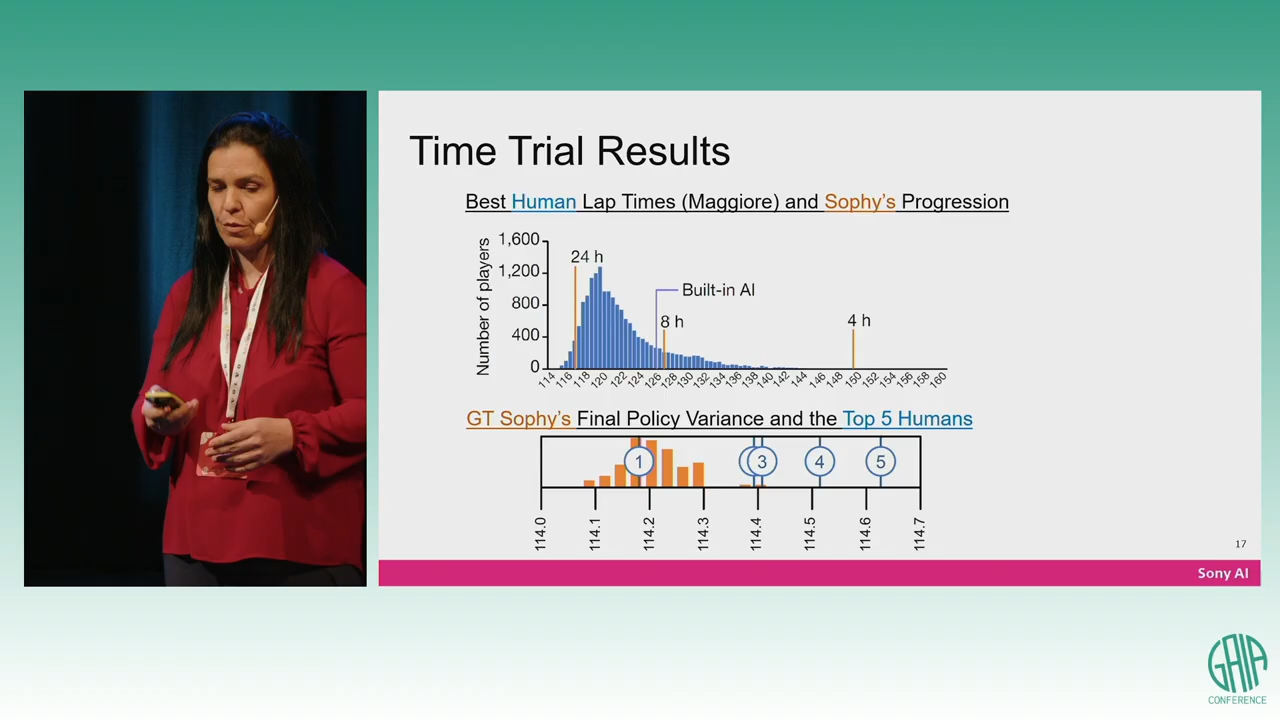 Time Trial Results
Best Human Lap Times (Maggiore) and Sophy's Progression
Number of players
1,600
1,200
800
400
0
24 h
Built-in AI
8 h
4 h
114 116 118 120 122 124 126 128 130 132 134 136 138 140 142 144 146 148 150 152 154 156 158 160
GT Sophy's Final Policy Variance and the Top 5 Humans
1 3 4 5
114.0 114.1 114.2 114.3 114.4 114.5 114.6 114.7
17
Sony AI
GAIA
CONFERENCE